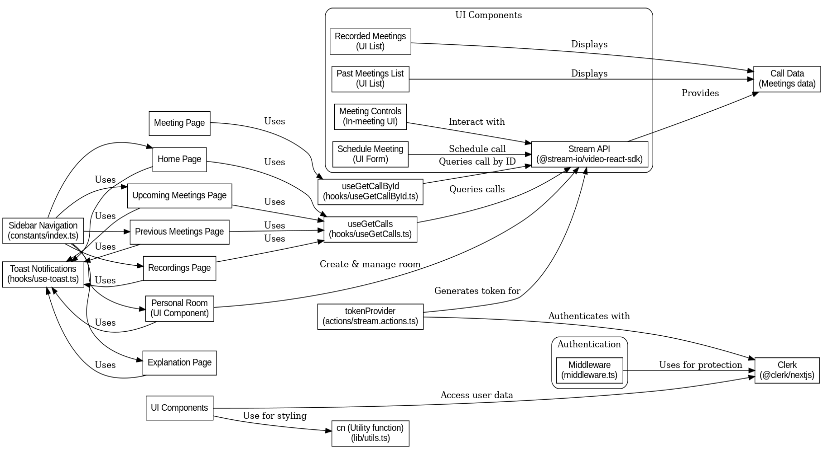 UI Components
Recorded Meetings
(UI List)
Displays
Past Meetings List
(UI List)
Displays
Call Data
(Meetings data)
Provides
Meeting Controls
(In-meeting UI)
Interact with
Meeting Page
Uses
Schedule Meeting
(UI Form)
Schedule call
Stream API
(@stream-io/video-react-sdk)
Queries call by ID
Home Page
Uses
Uses
useGetCallById
(hooks/useGetCallById.ts)
Queries calls
Upcoming Meetings Page
Uses
Uses
Sidebar Navigation
(constants/index.ts)
Previous Meetings Page
Uses
Uses
useGetCalls
(hooks/useGetCalls.ts)
Uses
Toast Notifications
(hooks/use-toast.ts)
Recordings Page
Uses
Create & manage room
Personal Room
(UI Component)
Uses
Generates token for
tokenProvider
(actions/stream.actions.ts)
Authenticates with
Authentication
Explanation Page
Uses
Middleware
(middleware.ts)
Uses for protection
Clerk
(@clerk/nextjs)
UI Components
Access user data
Use for styling
cn (Utility function)
(lib/utils.ts)